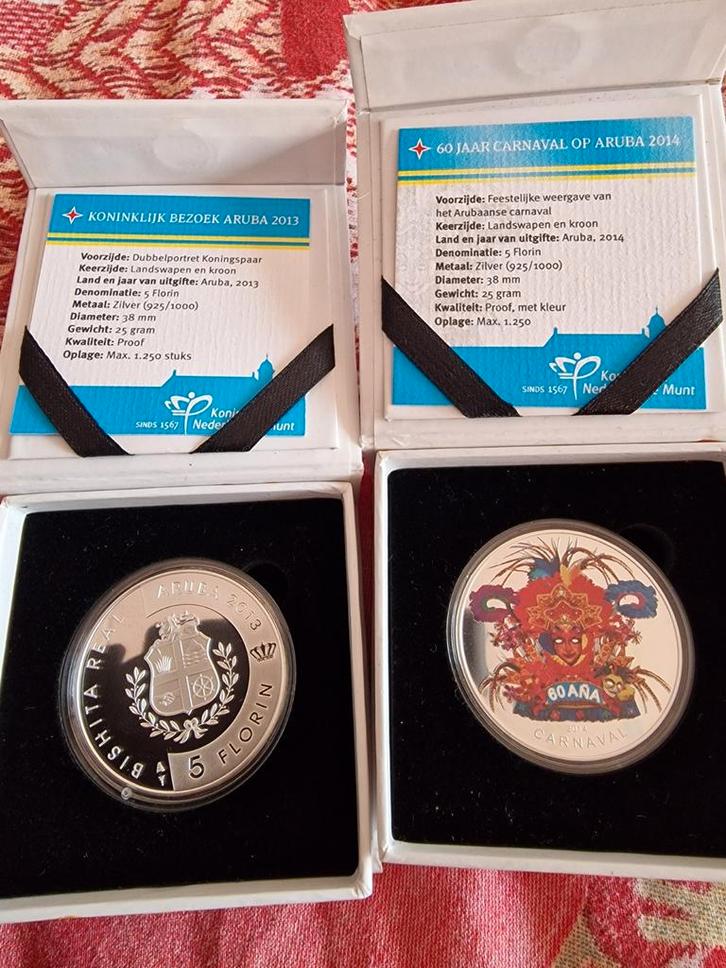 KONINKLIJK BEZOEK ARUBA 2013
Voorzijde: Dubbelportret Koningspaar
Keerzijde: Landswapen en kroon
Land en jaar van uitgifte: Aruba, 2013
Denominatie: 5 Florin
Metaal: Zilver (925/1000)
Diameter: 38 mm
Gewicht: 25 gram
Kwaliteit: Proof
Oplage: Max. 1.250 stuks
SINDS 1567
60 JAAR CARNAVAL OP ARUBA 2014
Voorzijde: Feestelijke weergave van
het Arubaanse carnaval
Keerzijde: Landswapen en kroon
Land en jaar van uitgifte: Aruba, 2014
Denominatie: 5 Florin
Metaal: Zilver (925/1000)
Diameter: 38 mm
Gewicht: 25 gram
Kwaliteit: Proof, met kleur
Oplage: Max. 1.250
SINDS 1567
Munt
BISHITA REAL
ARUBA 2013
5 FLORIN
60 AÑA
2014
CARNAVAL